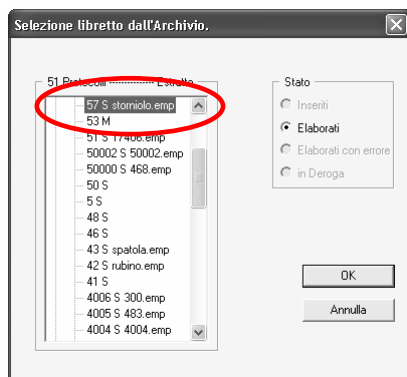 Selezione libretto dall'Archivio.
51 Protocolli ------------- Estratto
57 S storniolo.emp
53 M
51 S 17406.emp
50002 S 50002.emp
50000 S 468.emp
50 S
5 S
48 S
46 S
43 S spatola.emp
42 S rubino.emp
41 S
4006 S 300.emp
4005 S 483.emp
4004 S 4004.emp
Stato
Inseriti
Elaborati
Elaborati con errore
in Deroga
OK
Annulla